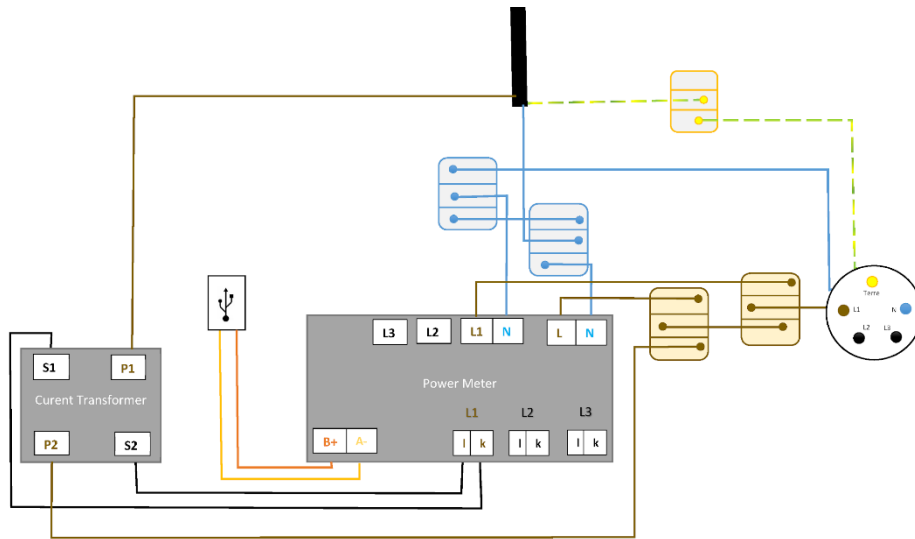 Terre
L1
N
L2
L3
L3
L2
L1
N
L
N
Power Meter
S1
P1
Curent Transformer
P2
S2
B+
A-
L1
L2
L3
l
k
l
k
l
k